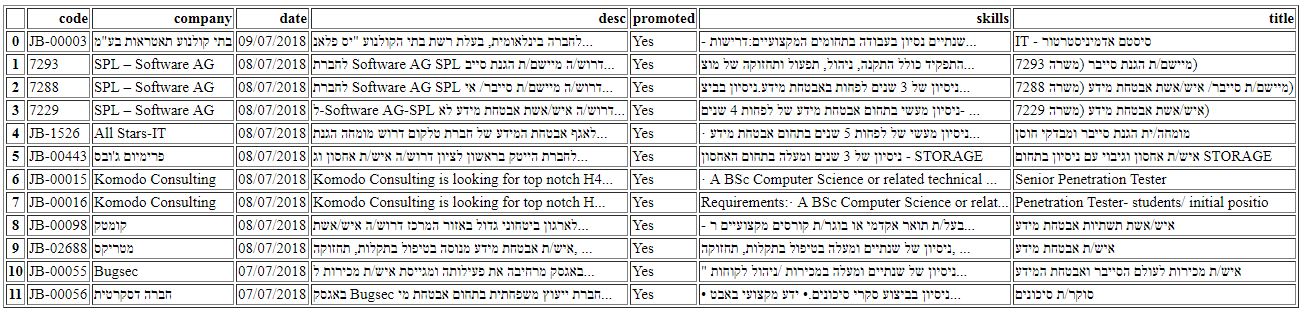 code company date desc promoted skills title
0 JB-00003 בתי קולנוע תאטראות בע"מ 09/07/2018 לחברה בינלאומית, בעלת רשת בתי הקולנוע "יס פלאנ... Yes שנתיים נסיון בעבודה בתחומים המקצועיים:דרישות -... סיסטם אדמיניסטרטור - IT
1 7293 SPL – Software AG 08/07/2018 דרוש/ה מיישם/ת הגנת סייב Software AG SPL לחברת... Yes התפקיד כולל התקנה, ניהול, תפעול ותחזוקה של מוצ... מיישם/ת הגנת סייבר (משרה 7293)
2 7288 SPL – Software AG 08/07/2018 דרוש/ה מיישם/ת סייבר/ אי Software AG SPL לחברת... Yes ניסיון של 3 שנים לפחות באבטחת מידע.ניסיון בביצ... מיישם/ת סייבר/ איש/אשת אבטחת מידע (משרה 7288)
3 7229 SPL – Software AG 08/07/2018 דרוש/ה איש/אשת אבטחת מידע לא Software AG-SPL-ל... Yes ניסיון מעשי בתחום אבטחת מידע של לפחות 4 שנים- ... איש/אשת אבטחת מידע (משרה 7229)
4 JB-1526 All Stars-IT 08/07/2018 לאגף אבטחת המידע של חברת טלקום דרוש מומחה הגנת... Yes ניסיון מעשי של לפחות 5 שנים בתחום אבטחת מידע ·... מומחה/ית הגנת סייבר ומבדקי חוסן
5 JB-00443 פרימיום ג'ובס 08/07/2018 לחברת הייטק בראשון לציון דרוש/ה איש/ת אחסון וג... Yes ניסיון של 3 שנים ומעלה בתחום האחסון - STORAGE איש/ת אחסון וגיבוי עם ניסיון בתחום STORAGE
6 JB-00015 Komodo Consulting 08/07/2018 Komodo Consulting is looking for top notch H4... Yes · A BSc Computer Science or related technical ... Senior Penetration Tester
7 JB-00016 Komodo Consulting 08/07/2018 Komodo Consulting is looking for top notch H... Yes Requirements:· A BSc Computer Science or relat... Penetration Tester- students/ initial positio
8 JB-00098 קומטק 08/07/2018 לארגון ביטחוני גדול באזור המרכז דרוש/ה איש/אשת... Yes בעל/ת תואר אקדמי או בוגר/ת קורסים מקצועיים ר -... איש/אשת תשתיות אבטחת מידע
9 JB-02688 מטריקס 08/07/2018 איש/ת אבטחת מידע מנוסה בטיפול בתקלות, תחזוקה, ... Yes ניסיון של שנתיים ומעלה בטיפול בתקלות, תחזוקה, ... איש/ת אבטחת מידע
10 JB-00055 Bugsec 07/07/2018 באגסק מרחיבה את פעילותה ומגייסת איש/ת מכירות ל... Yes ניסיון של שנתיים ומעלה במכירות /ניהול לקוחות "... איש/ת מכירות לעולם הסייבר ואבטחת המידע
11 JB-00056 חברה דסקרטית 07/07/2018 חברת ייעוץ משפחתית בתחום אבטחת מי Bugsec באגסק... Yes ניסיון בביצוע סקרי סיכונים.• ידע מקצועי באבט •... סוקר/ת סיכונים